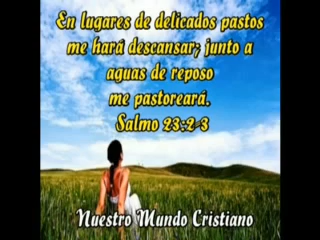 En lugares de delicados pastos
me hará descansar; junto a
aguas de reposo
me pastoreará.
Salmo 23:2-3
Nuestro Mundo Cristiano